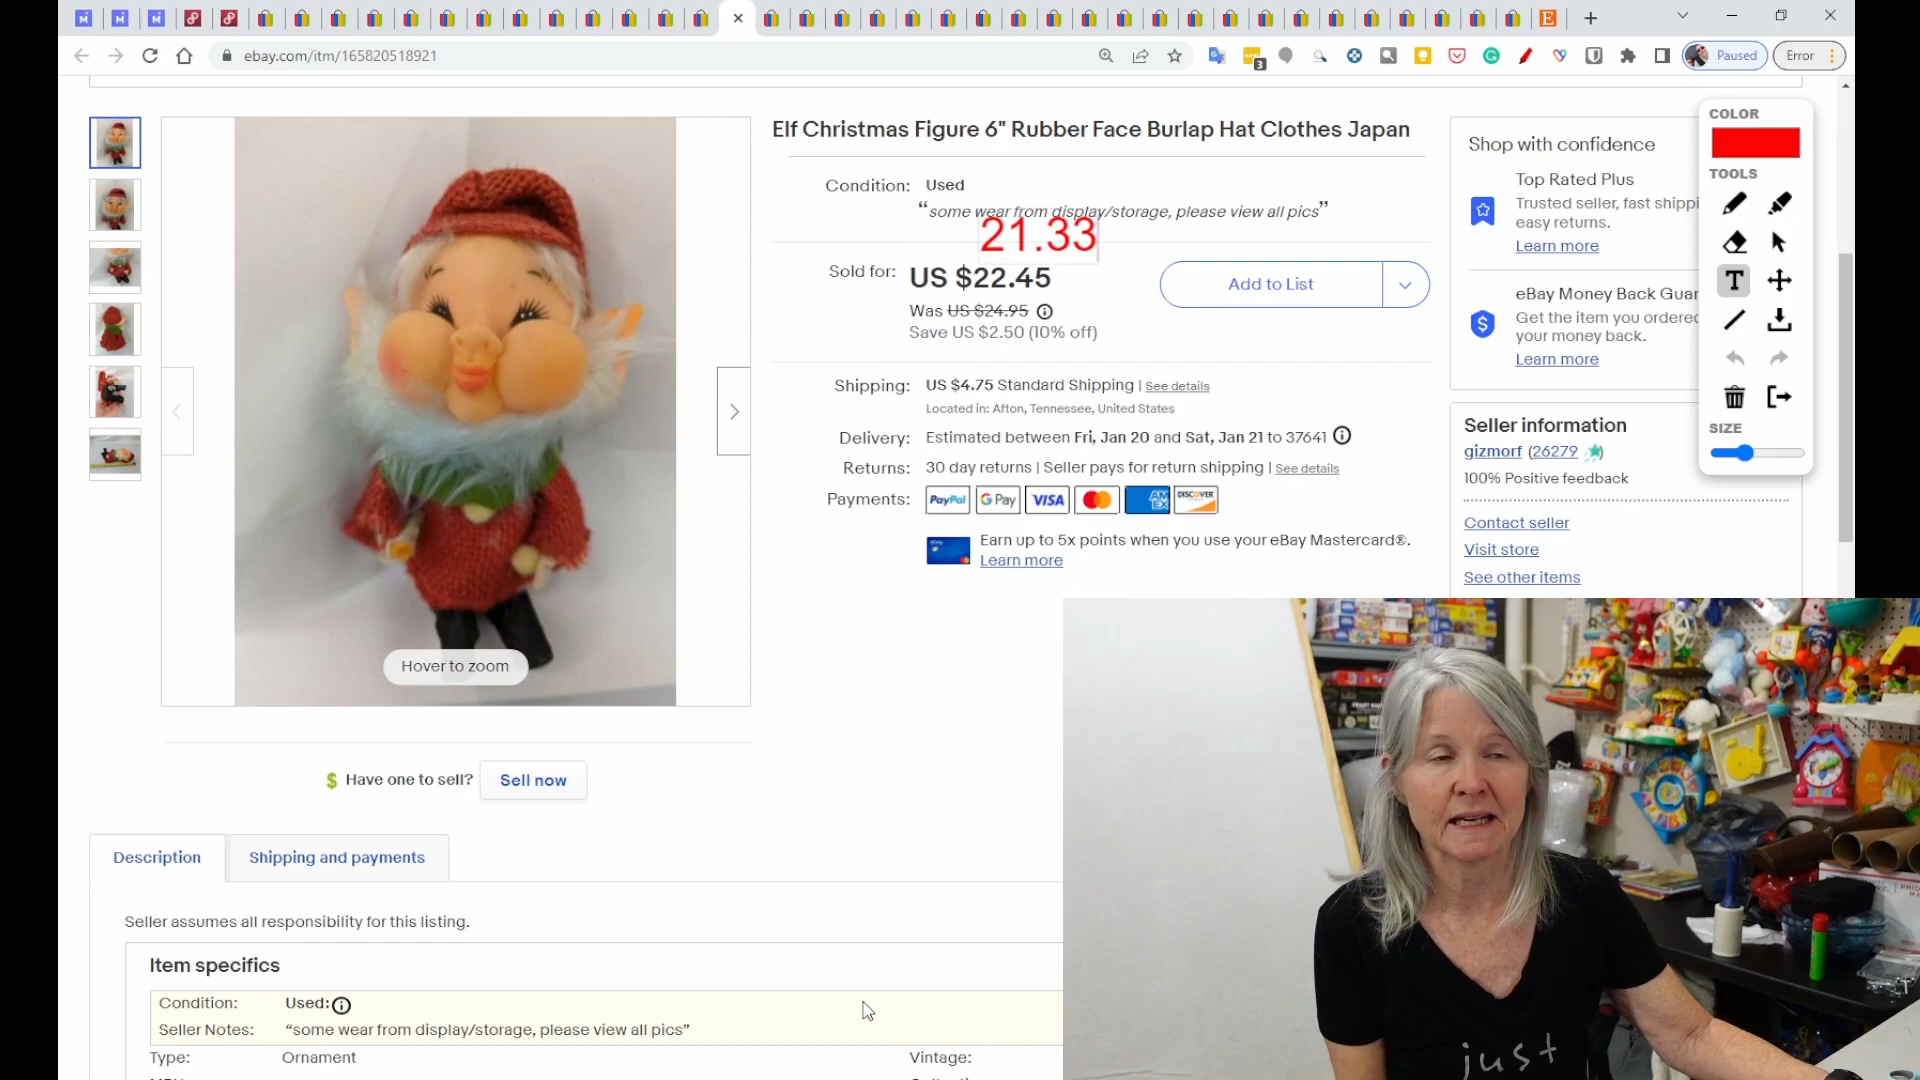 ebay.com/itm/165820518921
3
Paused
Error
Elf Christmas Figure 6" Rubber Face Burlap Hat Clothes Japan
Condition: Used
“some wear from display/storage, please view all pics”
21.33
Sold for: US $22.45
Was US $24.95
Save US $2.50 (10% off)
Add to List
Shipping: US $4.75 Standard Shipping | See details
Located in: Afton, Tennessee, United States
Delivery: Estimated between Fri, Jan 20 and Sat, Jan 21 to 37641
Returns: 30 day returns | Seller pays for return shipping | See details
Payments: PayPal G Pay VISA AM EX DISCOVER
Earn up to 5x points when you use your eBay Mastercard®.
Learn more
Shop with confidence
Top Rated Plus
Trusted seller, fast shippi
easy returns.
Learn more
eBay Money Back Guar
Get the item you ordered
your money back.
Learn more
Seller information
gizmorf (26279)
100% Positive feedback
Contact seller
Visit store
See other items
COLOR
TOOLS
T
SIZE
Hover to zoom
Have one to sell? Sell now
Description
Shipping and payments
Seller assumes all responsibility for this listing.
Item specifics
Condition: Used:
Seller Notes: “some wear from display/storage, please view all pics”
Type: Ornament
Vintage:
just